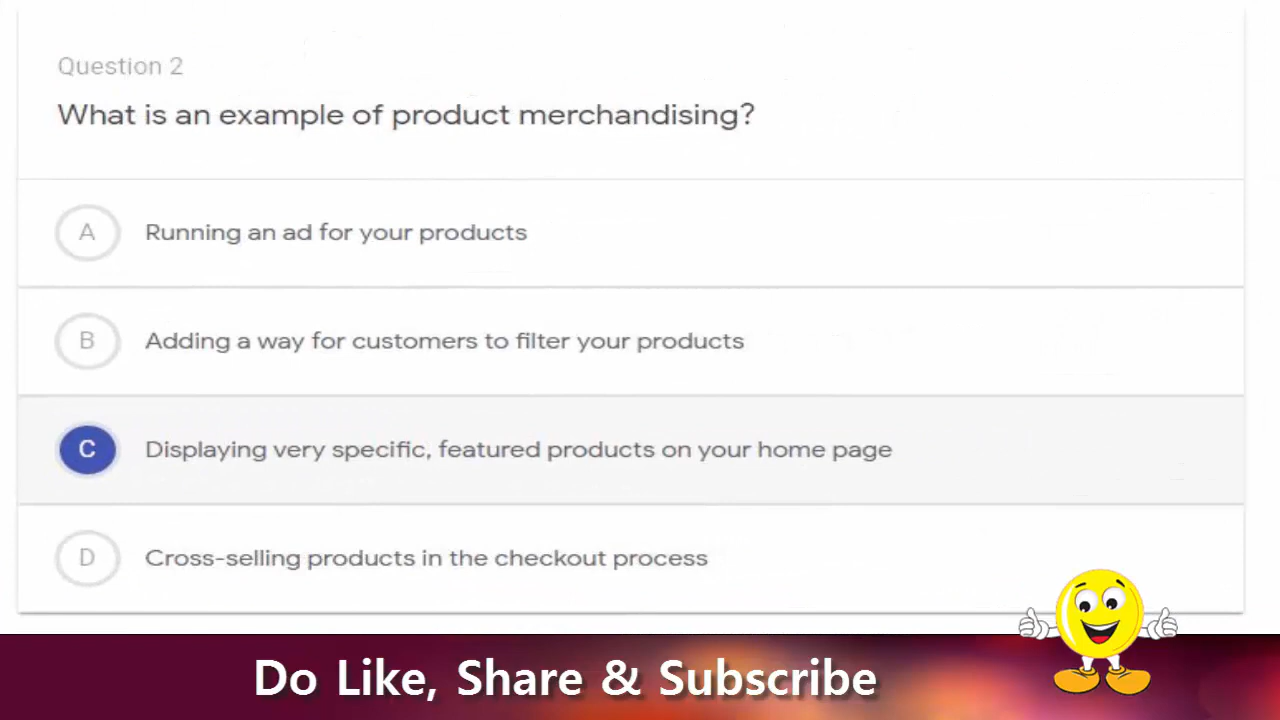 Question 2
What is an example of product merchandising?
A Running an ad for your products
B Adding a way for customers to filter your products
C Displaying very specific, featured products on your home page
D Cross-selling products in the checkout process
Do Like, Share & Subscribe